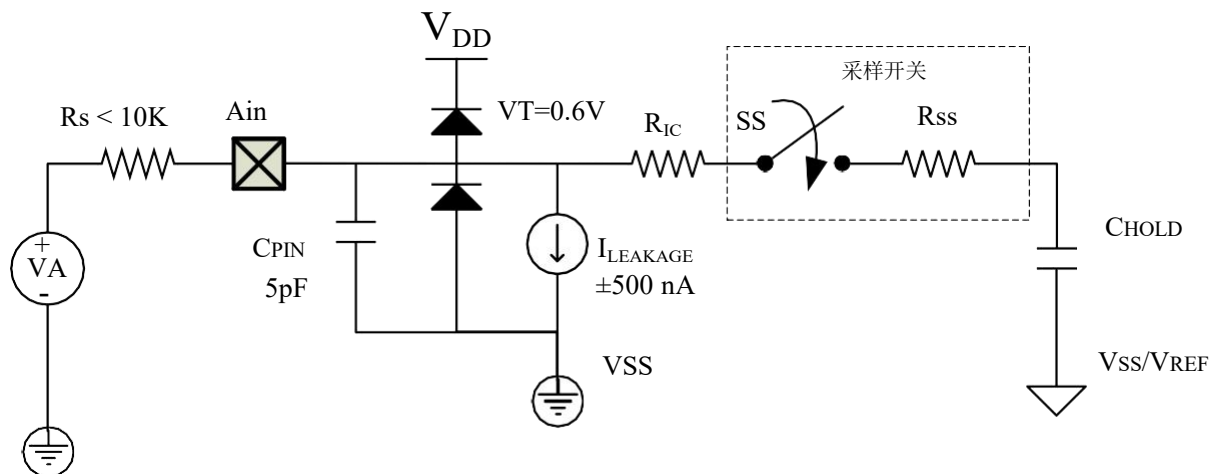 VDD
采样开关
Rs < 10K
Ain
VT=0.6V
RIC
SS
Rss
+
VA
-
CPIN
5pF
ILEAKAGE
±500 nA
CHOLD
VSS
VSS/VREF